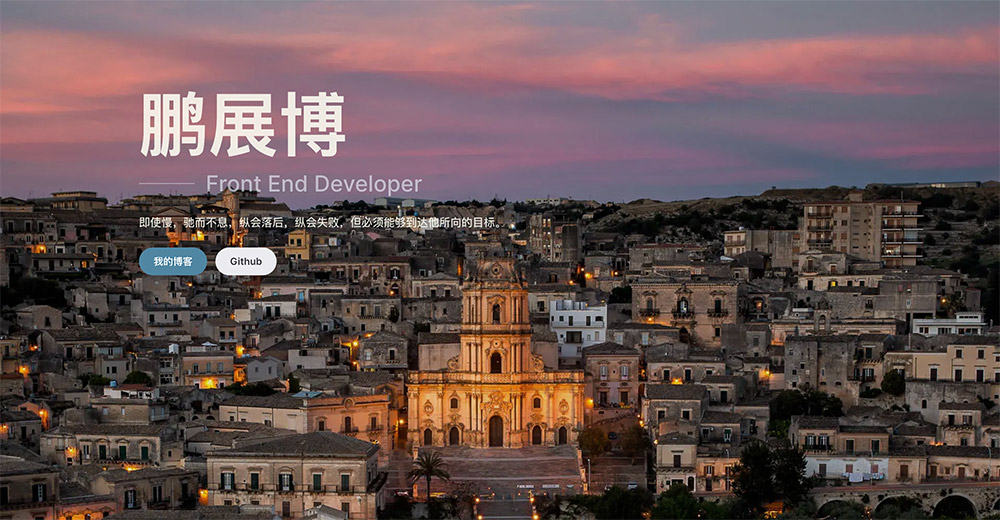 鹏展博
Front End Developer
即使慢，驰而不息，纵会落后，纵会失败，但必须能够到达他所向的目标。
我的博客
Github